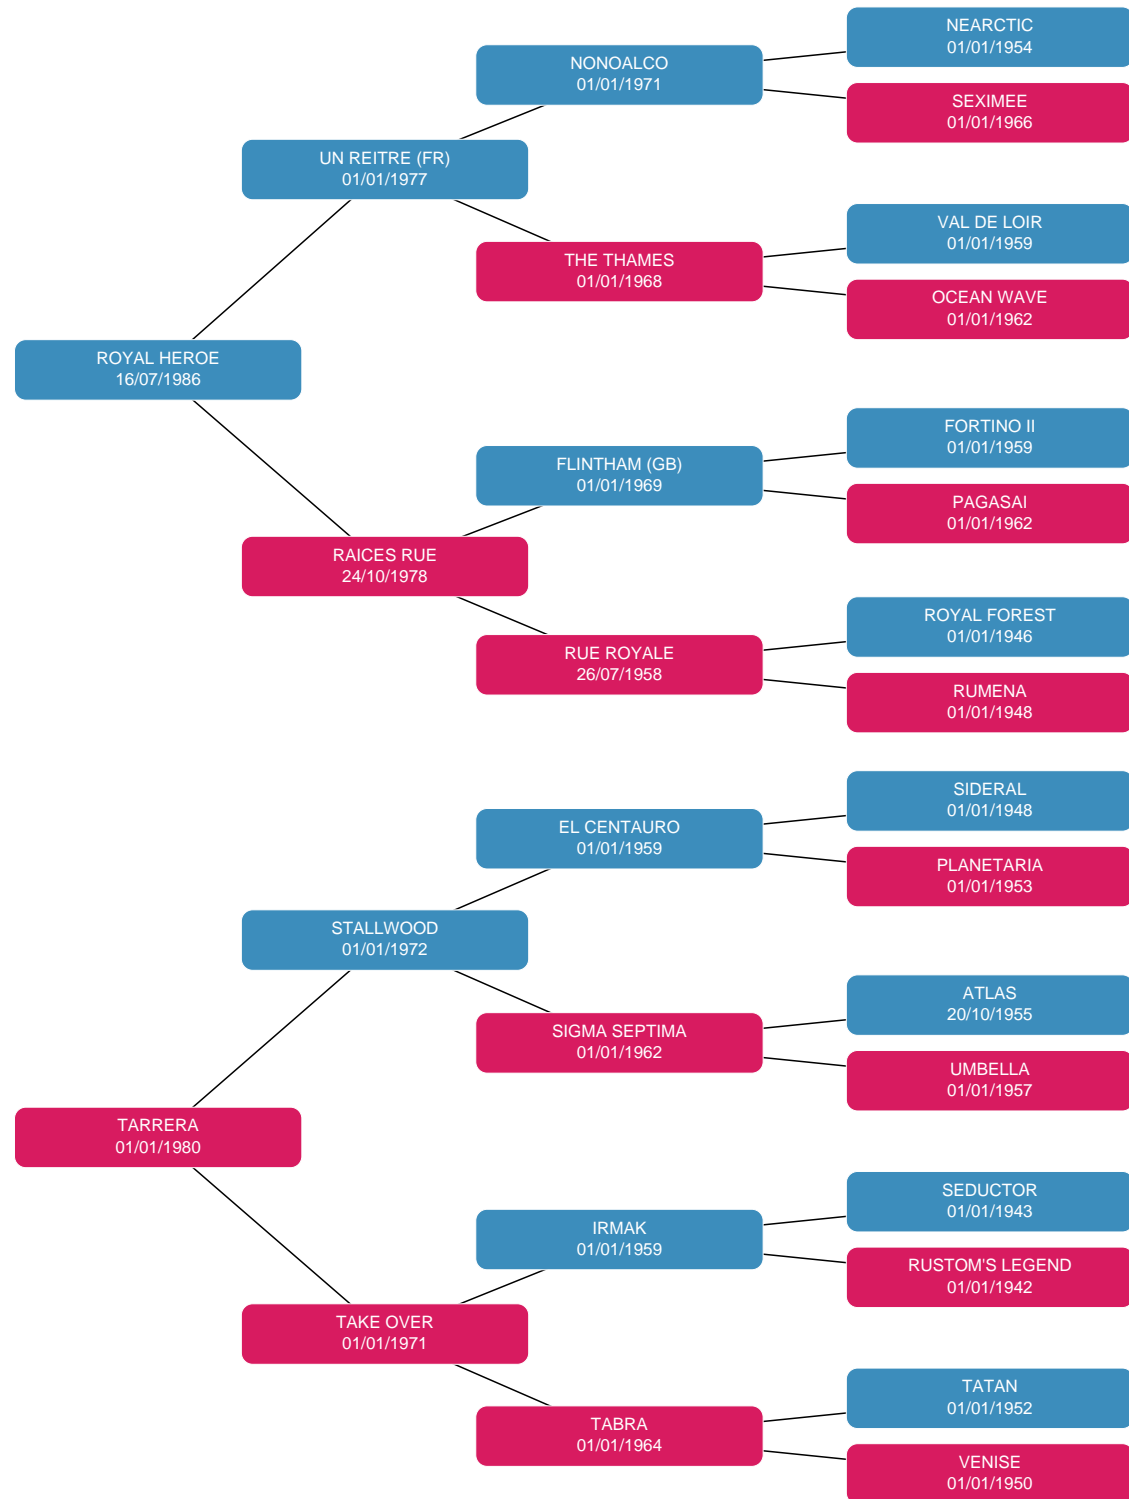 NEARCTIC
01/01/1954
NONOALCO
01/01/1971
SEXIMEE
01/01/1966
UN REITRE (FR)
01/01/1977
VAL DE LOIR
01/01/1959
THE THAMES
01/01/1968
OCEAN WAVE
01/01/1962
ROYAL HEROE
16/07/1986
FORTINO II
01/01/1959
FLINTHAM (GB)
01/01/1969
PAGASAI
01/01/1962
RAICES RUE
24/10/1978
ROYAL FOREST
01/01/1946
RUE ROYALE
26/07/1958
RUMENA
01/01/1948
SIDERAL
01/01/1948
EL CENTAURO
01/01/1959
PLANETARIA
01/01/1953
STALLWOOD
01/01/1972
ATLAS
20/10/1955
SIGMA SEPTIMA
01/01/1962
UMBELLA
01/01/1957
TARRERA
01/01/1980
SEDUCTOR
01/01/1943
IRMAK
01/01/1959
RUSTOM'S LEGEND
01/01/1942
TAKE OVER
01/01/1971
TATAN
01/01/1952
TABRA
01/01/1964
VENISE
01/01/1950